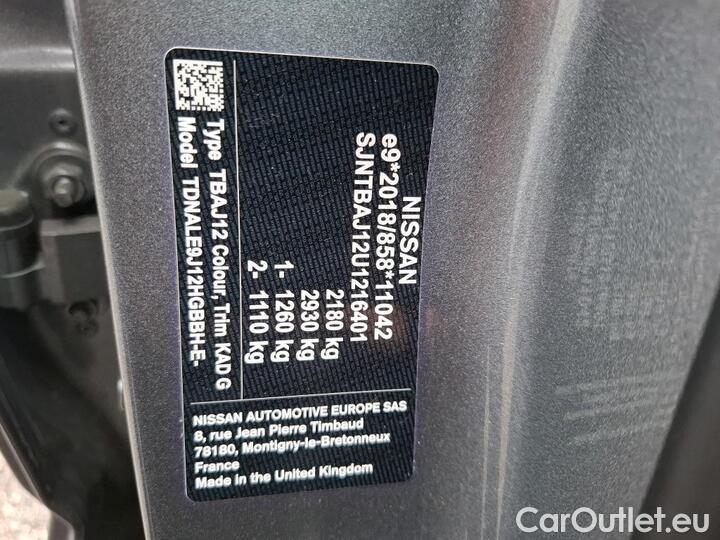 NISSAN
e9*2018/858*11042
SJNTBAJ12U1216401
2180 kg
2930 kg
1- 1260 kg
2- 1110 kg
Type TBAJ12 Colour, Trim KAD G
Model TDNALE9J12HGBBH-E-
NISSAN AUTOMOTIVE EUROPE SAS
8, rue Jean Pierre Timbaud
78180, Montigny-le-Bretonneux
France
Made in the United Kingdom
CarOutlet.eu